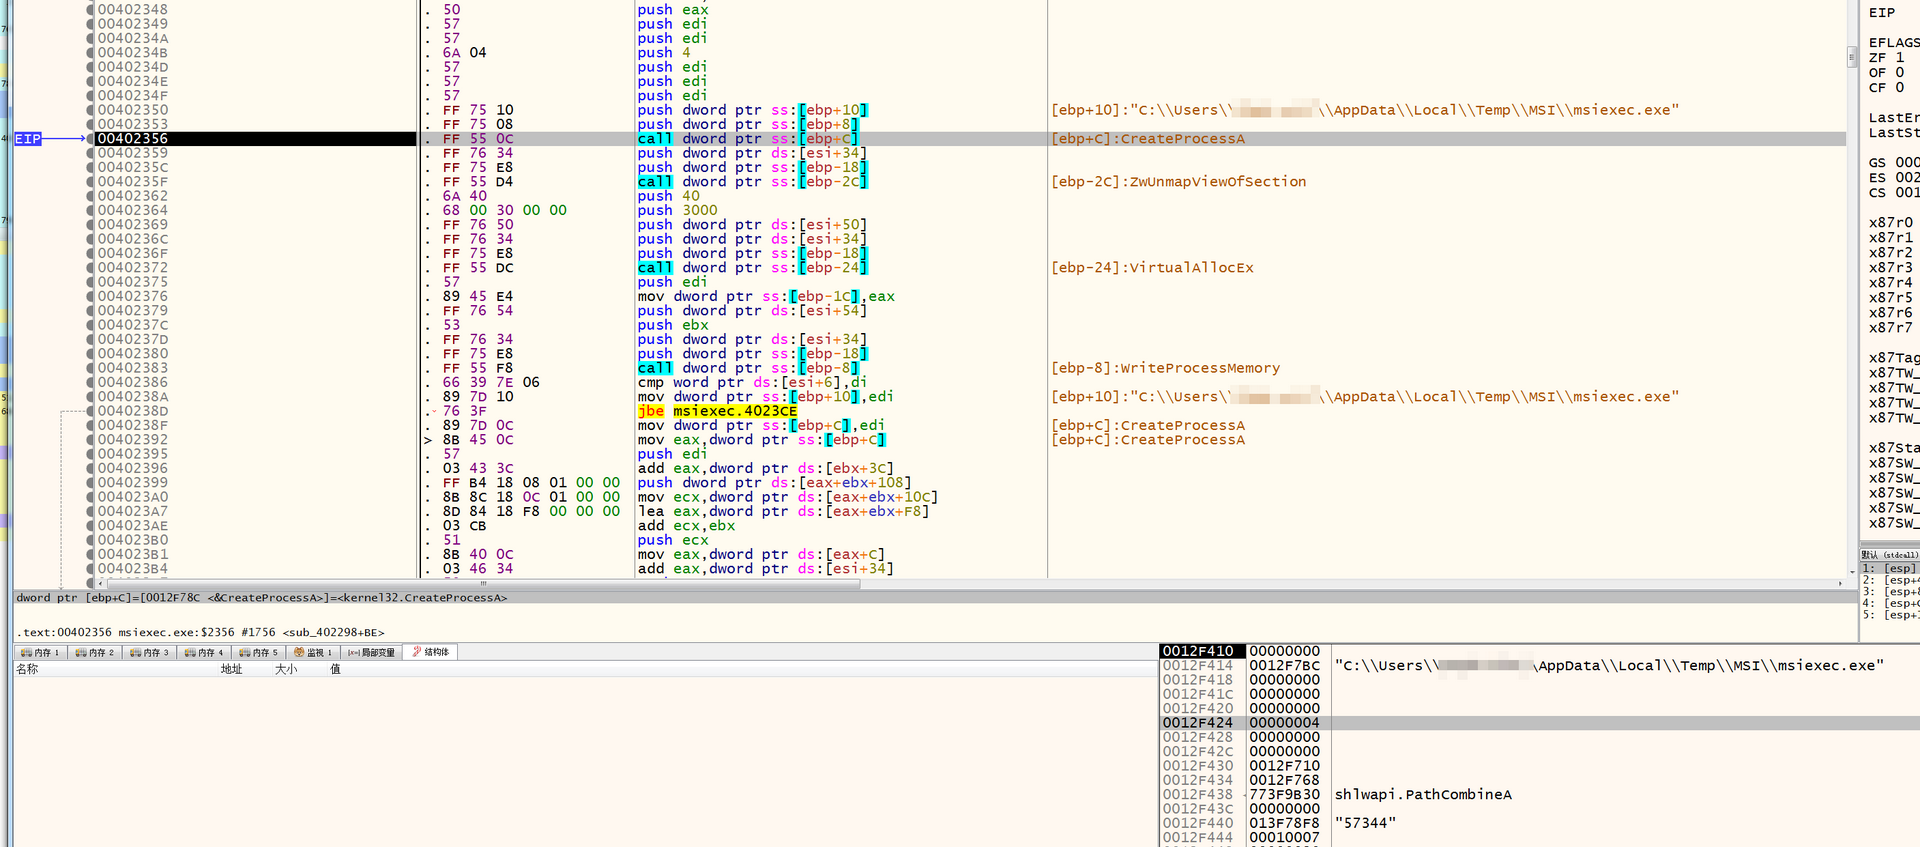 00402348 . 50 push eax
00402349 . 57 push edi
0040234A . 57 push edi
0040234B . 6A 04 push 4
0040234D . 57 push edi
0040234E . 57 push edi
0040234F . 57 push edi
00402350 . FF 75 10 push dword ptr ss:[ebp+10] [ebp+10]:"C:\\Users\\ \\AppData\\Local\\Temp\\MSI\\msiexec.exe"
00402353 . FF 75 08 push dword ptr ss:[ebp+8]
EIP 00402356 . FF 55 0C call dword ptr ss:[ebp+C] [ebp+C]:CreateProcessA
00402359 . FF 76 34 push dword ptr ds:[esi+34]
0040235C . FF 75 E8 push dword ptr ss:[ebp-18]
0040235F . FF 55 D4 call dword ptr ss:[ebp-2C] [ebp-2C]:ZwUnmapViewOfSection
00402362 . 6A 40 push 40
00402364 . 68 00 30 00 00 push 3000
00402369 . FF 76 50 push dword ptr ds:[esi+50]
0040236C . FF 76 34 push dword ptr ds:[esi+34]
0040236F . FF 75 E8 push dword ptr ss:[ebp-18]
00402372 . FF 55 DC call dword ptr ss:[ebp-24] [ebp-24]:VirtualAllocEx
00402375 . 57 push edi
00402376 . 89 45 E4 mov dword ptr ss:[ebp-1C],eax
00402379 . FF 76 54 push dword ptr ds:[esi+54]
0040237C . 53 push ebx
0040237D . FF 76 34 push dword ptr ds:[esi+34]
00402380 . FF 75 E8 push dword ptr ss:[ebp-18]
00402383 . FF 55 F8 call dword ptr ss:[ebp-8] [ebp-8]:WriteProcessMemory
00402386 . 66 39 7E 06 cmp word ptr ds:[esi+6],di
0040238A . 89 7D 10 mov dword ptr ss:[ebp+10],edi [ebp+10]:"C:\\Users\\ \\AppData\\Local\\Temp\\MSI\\msiexec.exe"
0040238D . 76 3F jbe msiexec.4023CE
0040238F . 89 7D 0C mov dword ptr ss:[ebp+C],edi [ebp+C]:CreateProcessA
00402392 > 8B 45 0C mov eax,dword ptr ss:[ebp+C] [ebp+C]:CreateProcessA
00402395 . 57 push edi
00402396 . 03 43 3C add eax,dword ptr ds:[ebx+3C]
00402399 . FF B4 18 08 01 00 00 push dword ptr ds:[eax+ebx+108]
004023A0 . 8B 8C 18 0C 01 00 00 mov ecx,dword ptr ds:[eax+ebx+10C]
004023A7 . 8D 84 18 F8 00 00 00 lea eax,dword ptr ds:[eax+ebx+F8]
004023AE . 03 CB add ecx,ebx
004023B0 . 51 push ecx
004023B1 . 8B 40 0C mov eax,dword ptr ds:[eax+C]
004023B4 . 03 46 34 add eax,dword ptr ds:[esi+34]
dword ptr [ebp+C]=[0012F78C <&CreateProcessA>]=<kernel32.CreateProcessA>
.text:00402356 msiexec.exe:$2356 #1756 <sub_402298+BE>
EIP
EFLAGS
ZF 1
OF 0
CF 0
LastEr
LastSt
GS 000
ES 002
CS 001
x87r0
x87r1
x87r2
x87r3
x87r4
x87r5
x87r6
x87r7
x87Tag
x87TW_
x87TW_
x87TW_
x87TW_
x87Sta
x87SW_
x87SW_
x87SW_
x87SW_
x87SW_
默认 (stdcall)
1: [esp]
2: [esp+4
3: [esp+8
4: [esp+C
5: [esp+
内存 1 内存 2 内存 3 内存 4 内存 5 监视 1 [x=] 局部变量 结构体
名称 地址 大小 值
0012F410 00000000
0012F414 0012F7BC "C:\\Users\\ \AppData\\Local\\Temp\\MSI\\msiexec.exe"
0012F418 00000000
0012F41C 00000000
0012F420 00000000
0012F424 00000004
0012F428 00000000
0012F42C 00000000
0012F430 0012F710
0012F434 0012F768
0012F438 773F9B30 shlwapi.PathCombineA
0012F43C 00000000
0012F440 013F78F8 "57344"
0012F444 00010007